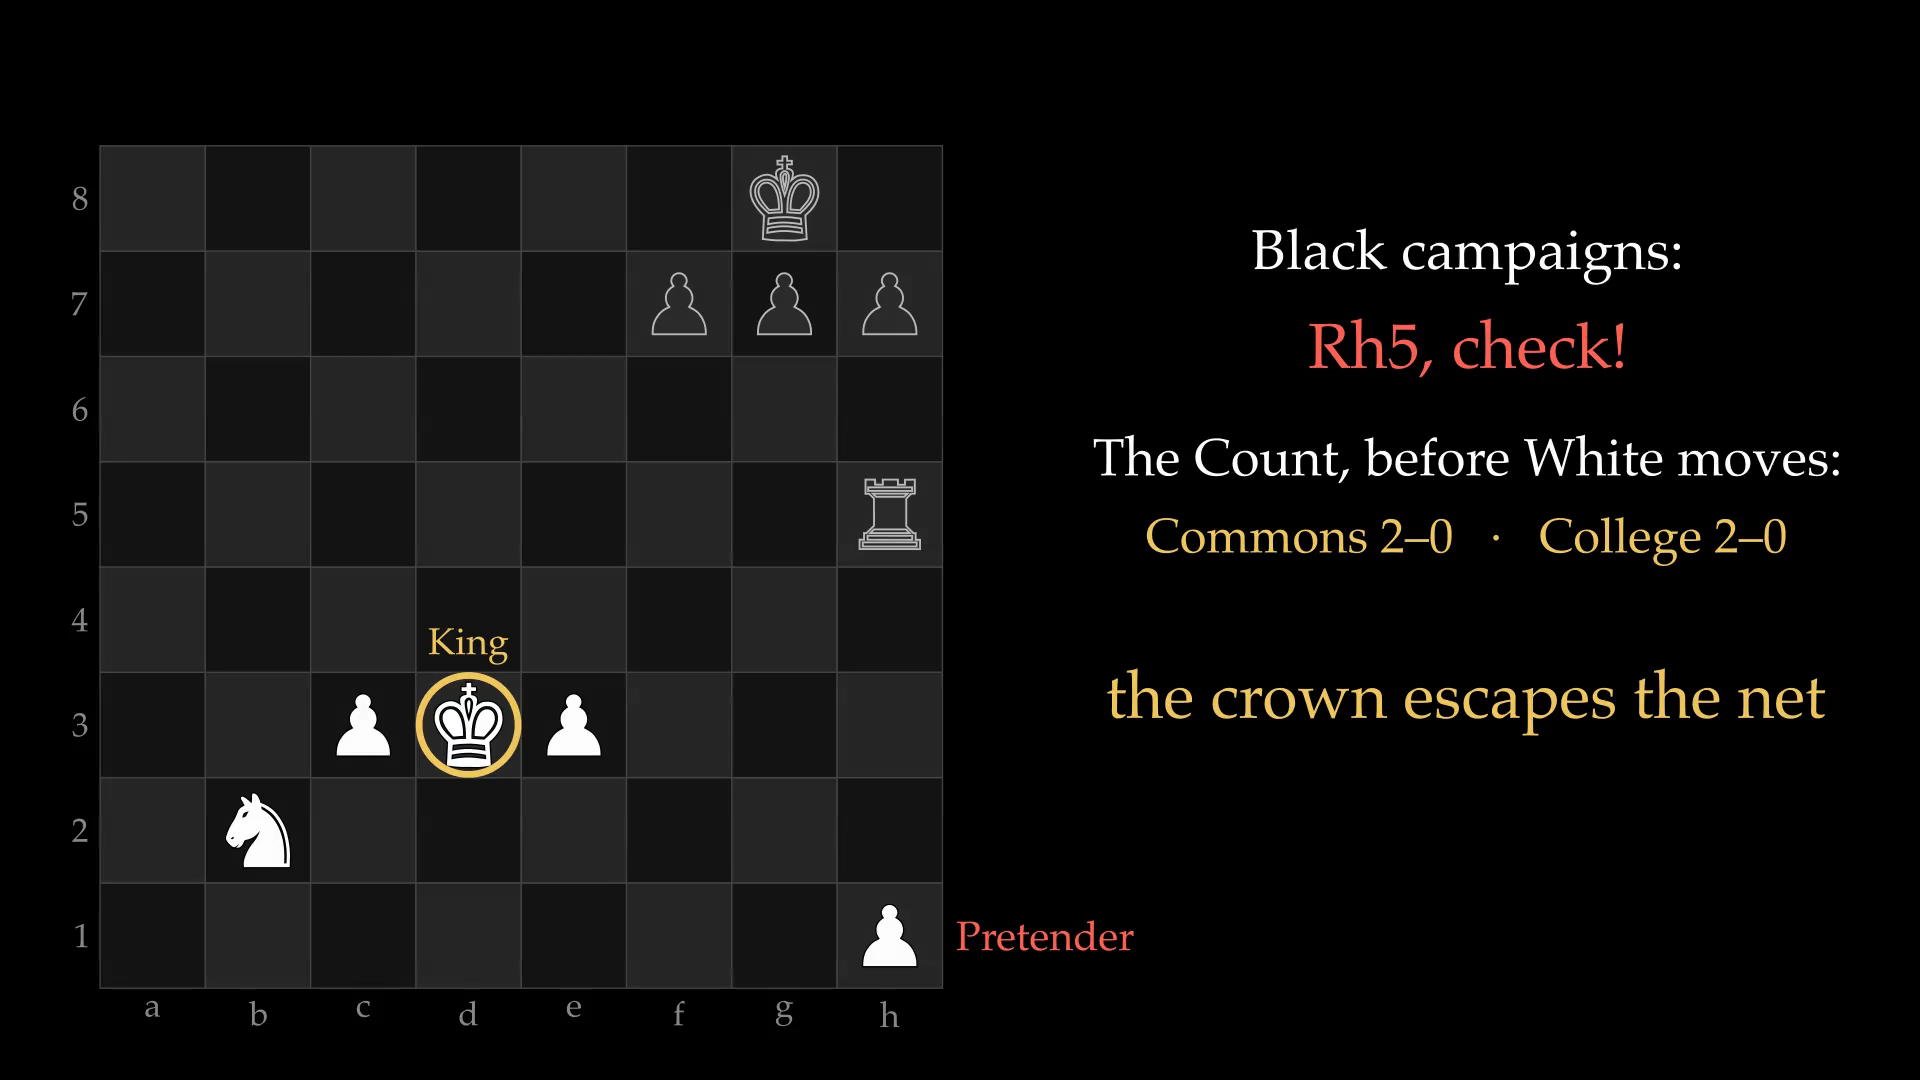 Black campaigns:
Rh5, check!
The Count, before White moves:
Commons 2–0 · College 2–0
the crown escapes the net
8
7
6
5
4
3
2
1
King
Pretender
a b c d e f g h